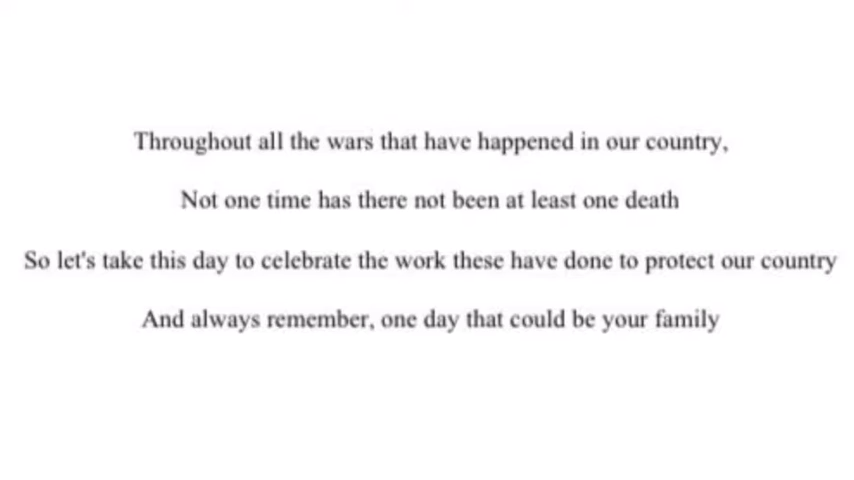 Throughout all the wars that have happened in our country,
Not one time has there not been at least one death
So let's take this day to celebrate the work these have done to protect our country
And always remember, one day that could be your family